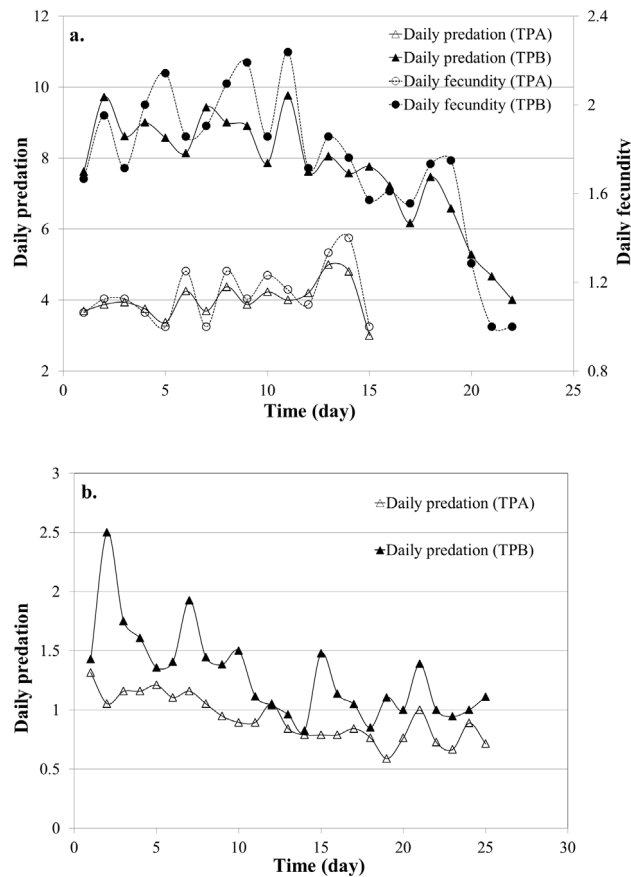 a.
Daily predation (TPA)
Daily predation (TPB)
Daily fecundity (TPA)
Daily fecundity (TPB)
12
10
8
6
4
2
Daily predation
2.4
2
1.6
1.2
0.8
Daily fecundity
0 5 10 15 20 25
Time (day)
b.
Daily predation (TPA)
Daily predation (TPB)
3
2.5
2
1.5
1
0.5
0
Daily predation
0 5 10 15 20 25 30
Time (day)